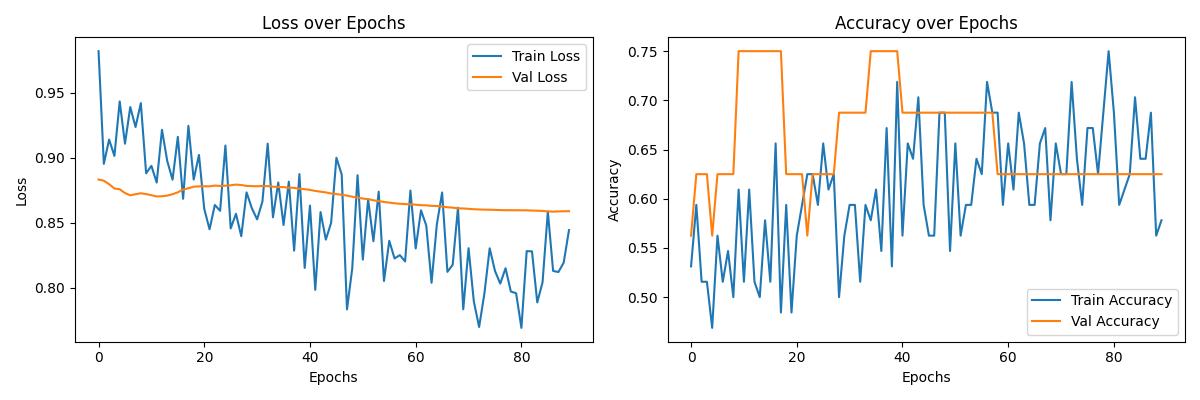 Loss over Epochs
Train Loss
Val Loss
Loss
0.95
0.90
0.85
0.80
0
20
40
60
80
Epochs
Accuracy over Epochs
Accuracy
0.75
0.70
0.65
0.60
0.55
0.50
Train Accuracy
Val Accuracy
0
20
40
60
80
Epochs